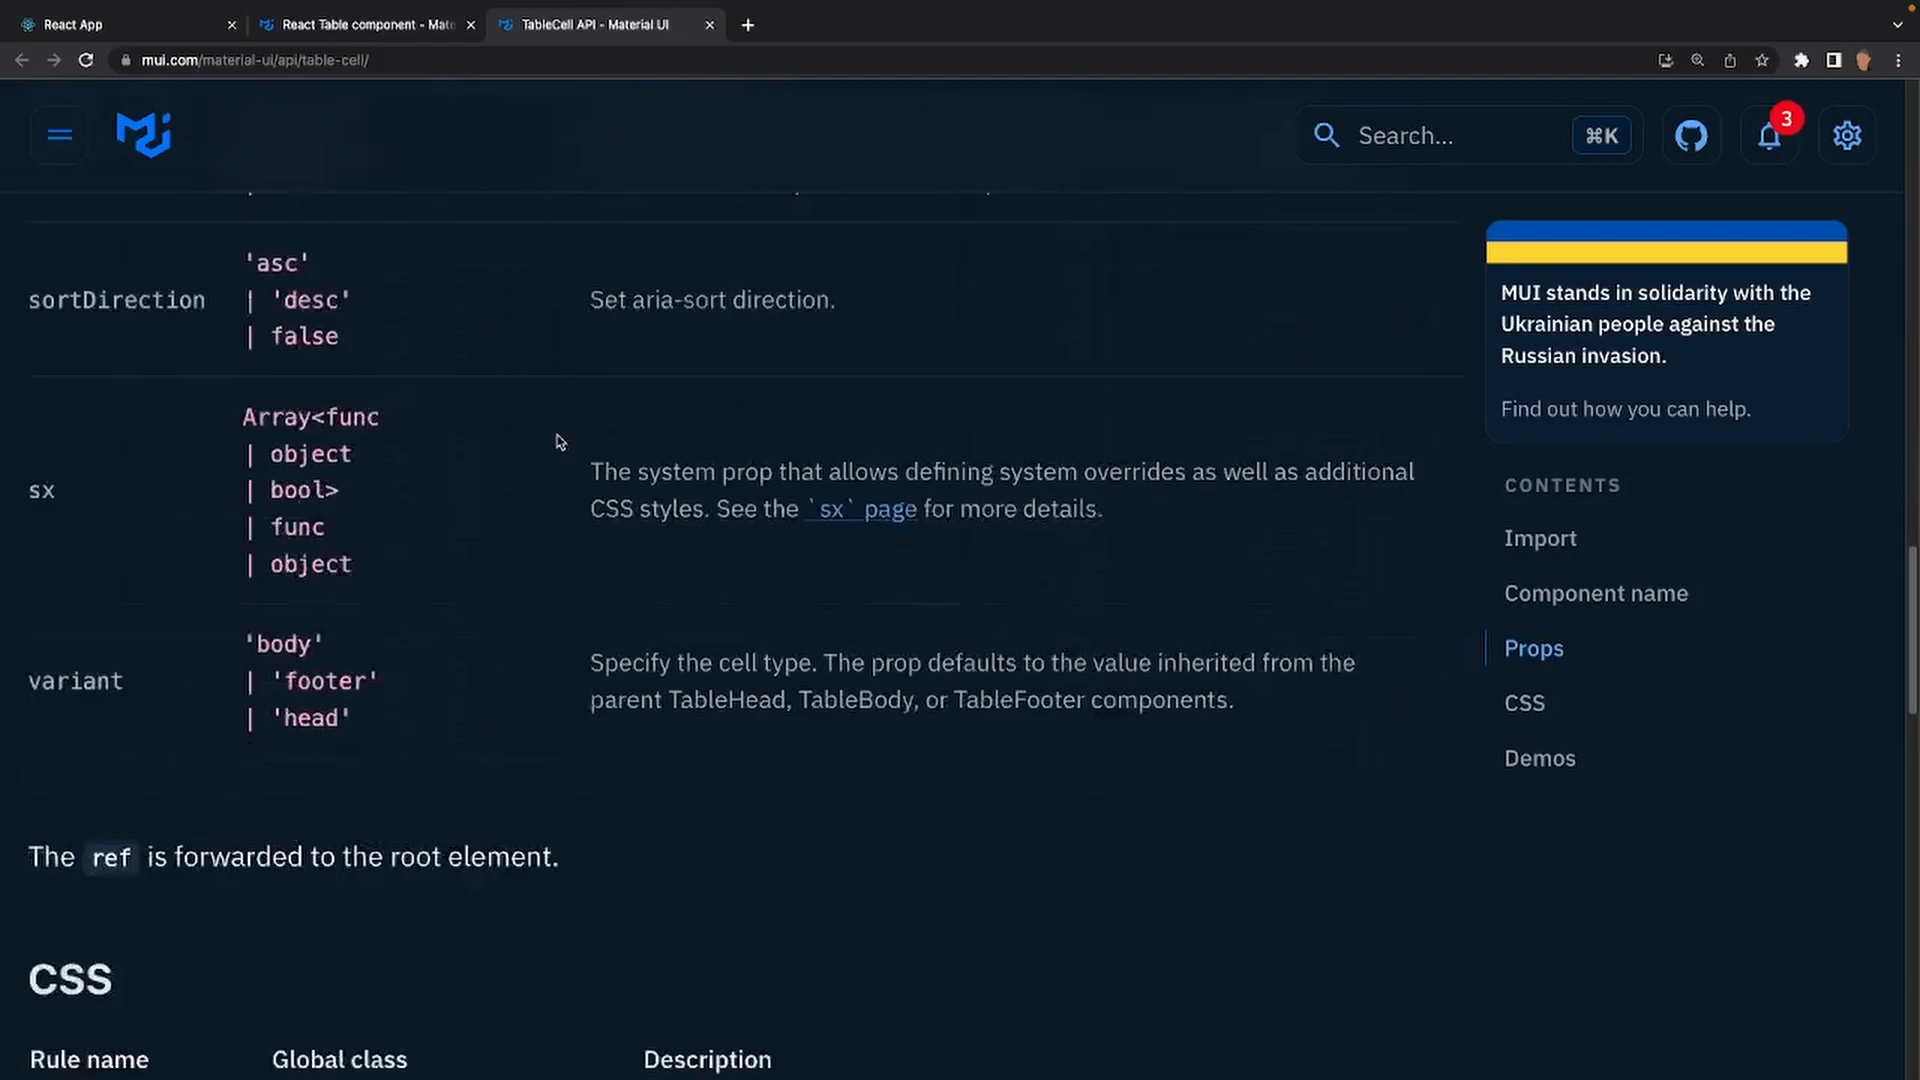 React App
React Table component - Mate
TableCell API - Material UI
mui.com/material-ui/api/table-cell/
Search...
⌘K
3
sortDirection
'asc'
| 'desc'
| false
Set aria-sort direction.
sx
Array<func
| object
| bool>
| func
| object
The system prop that allows defining system overrides as well as additional
CSS styles. See the `sx` page for more details.
variant
'body'
| 'footer'
| 'head'
Specify the cell type. The prop defaults to the value inherited from the
parent TableHead, TableBody, or TableFooter components.
The ref is forwarded to the root element.
CSS
Rule name
Global class
Description
MUI stands in solidarity with the
Ukrainian people against the
Russian invasion.
Find out how you can help.
CONTENTS
Import
Component name
Props
CSS
Demos